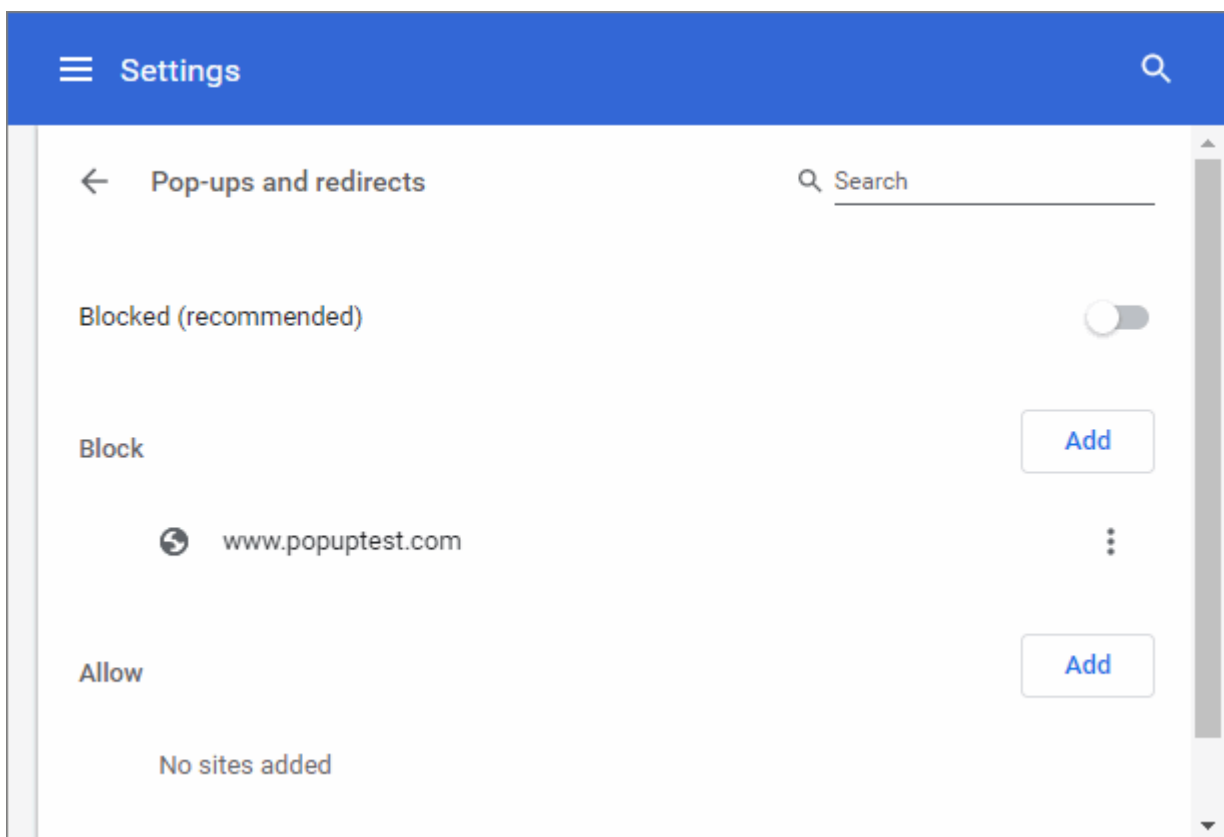 Settings
Pop-ups and redirects
Search
Blocked (recommended)
Block
Add
www.popuptest.com
Allow
Add
No sites added